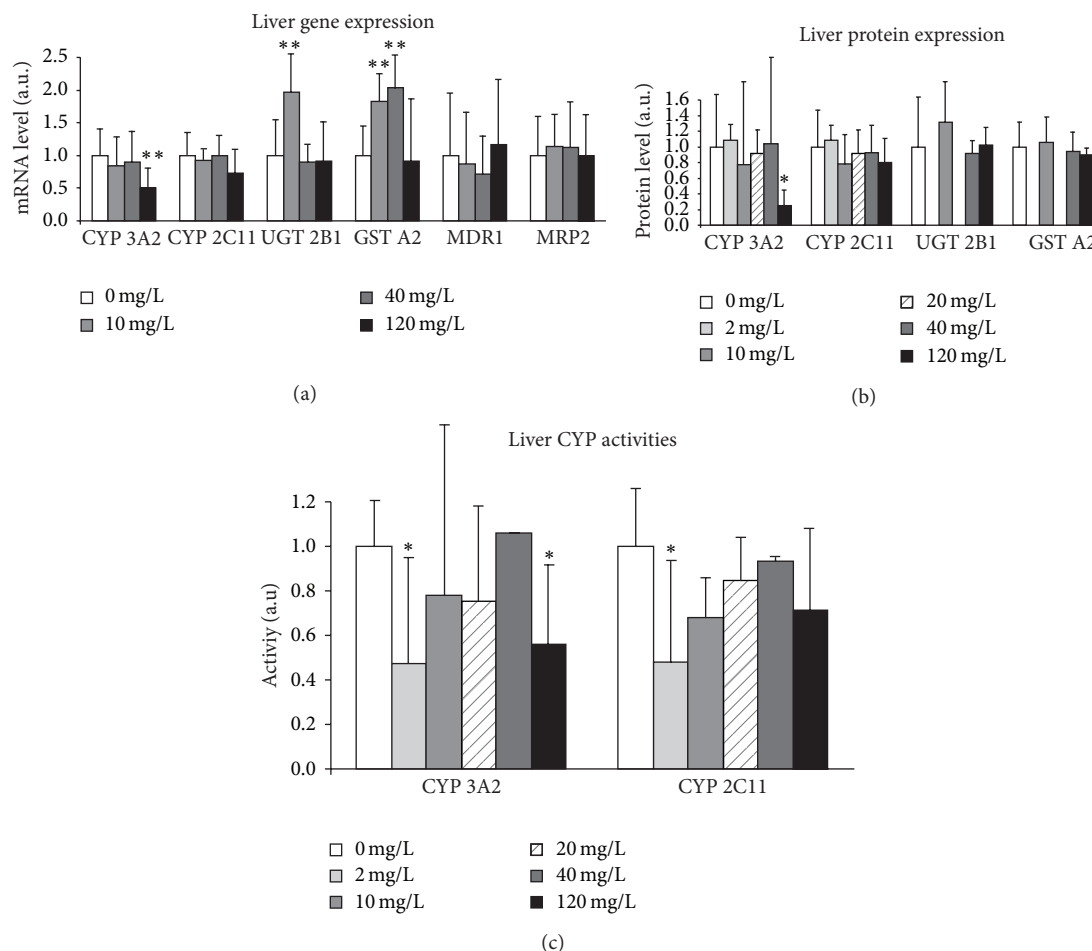 Liver gene expression
mRNA level (a.u.)
2.5
2.0
1.5
1.0
0.5
0.0
**
**
**
**
CYP 3A2 CYP 2C11 UGT 2B1 GST A2 MDR1 MRP2
0 mg/L
10 mg/L
40 mg/L
120 mg/L
(a)
Liver protein expression
Protein level (a.u.)
1.6
1.4
1.2
1.0
0.8
0.6
0.4
0.2
0.0
*
CYP 3A2 CYP 2C11 UGT 2B1 GST A2
0 mg/L
2 mg/L
10 mg/L
20 mg/L
40 mg/L
120 mg/L
(b)
Liver CYP activities
Activiy (a.u)
1.2
1.0
0.8
0.6
0.4
0.2
0.0
*
*
*
CYP 3A2 CYP 2C11
0 mg/L
2 mg/L
10 mg/L
20 mg/L
40 mg/L
120 mg/L
(c)